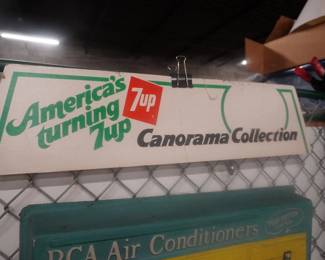 America's
turning
7up
7up
Canorama Collection
RCA Air Conditioners